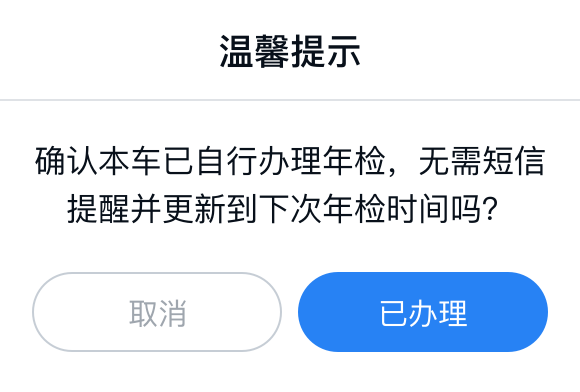 温馨提示
确认本车已自行办理年检，无需短信
提醒并更新到下次年检时间吗？
取消
已办理